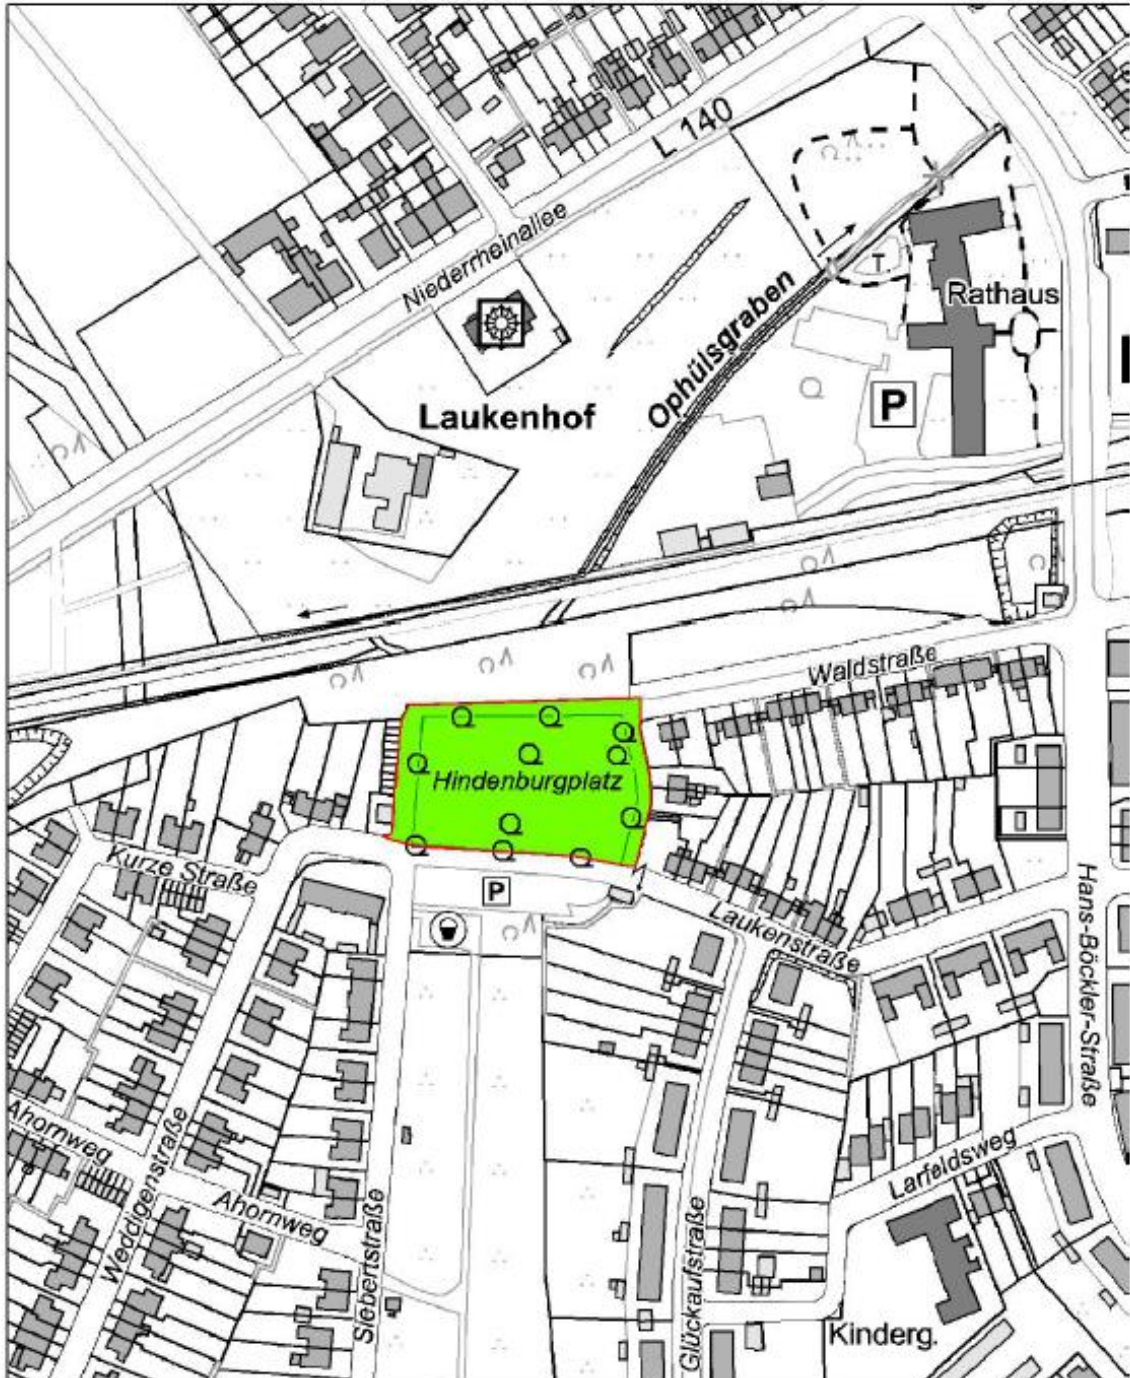 L 140
Niederrheinallee
Ophülsgraben
T
Rathaus
Laukenhof
P
Waldstraße
Hindenburgplatz
Kurze Straße
P
Laukenstraße
Hans-Böckler-Straße
Ahornweg
Weddigenstraße
Ahornweg
Siebertstraße
Larfeldsweg
Glückaufstraße
Kinderg.